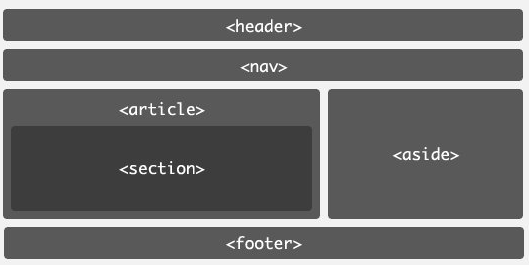 <header>
<nav>
<article>
<section>
<aside>
<footer>